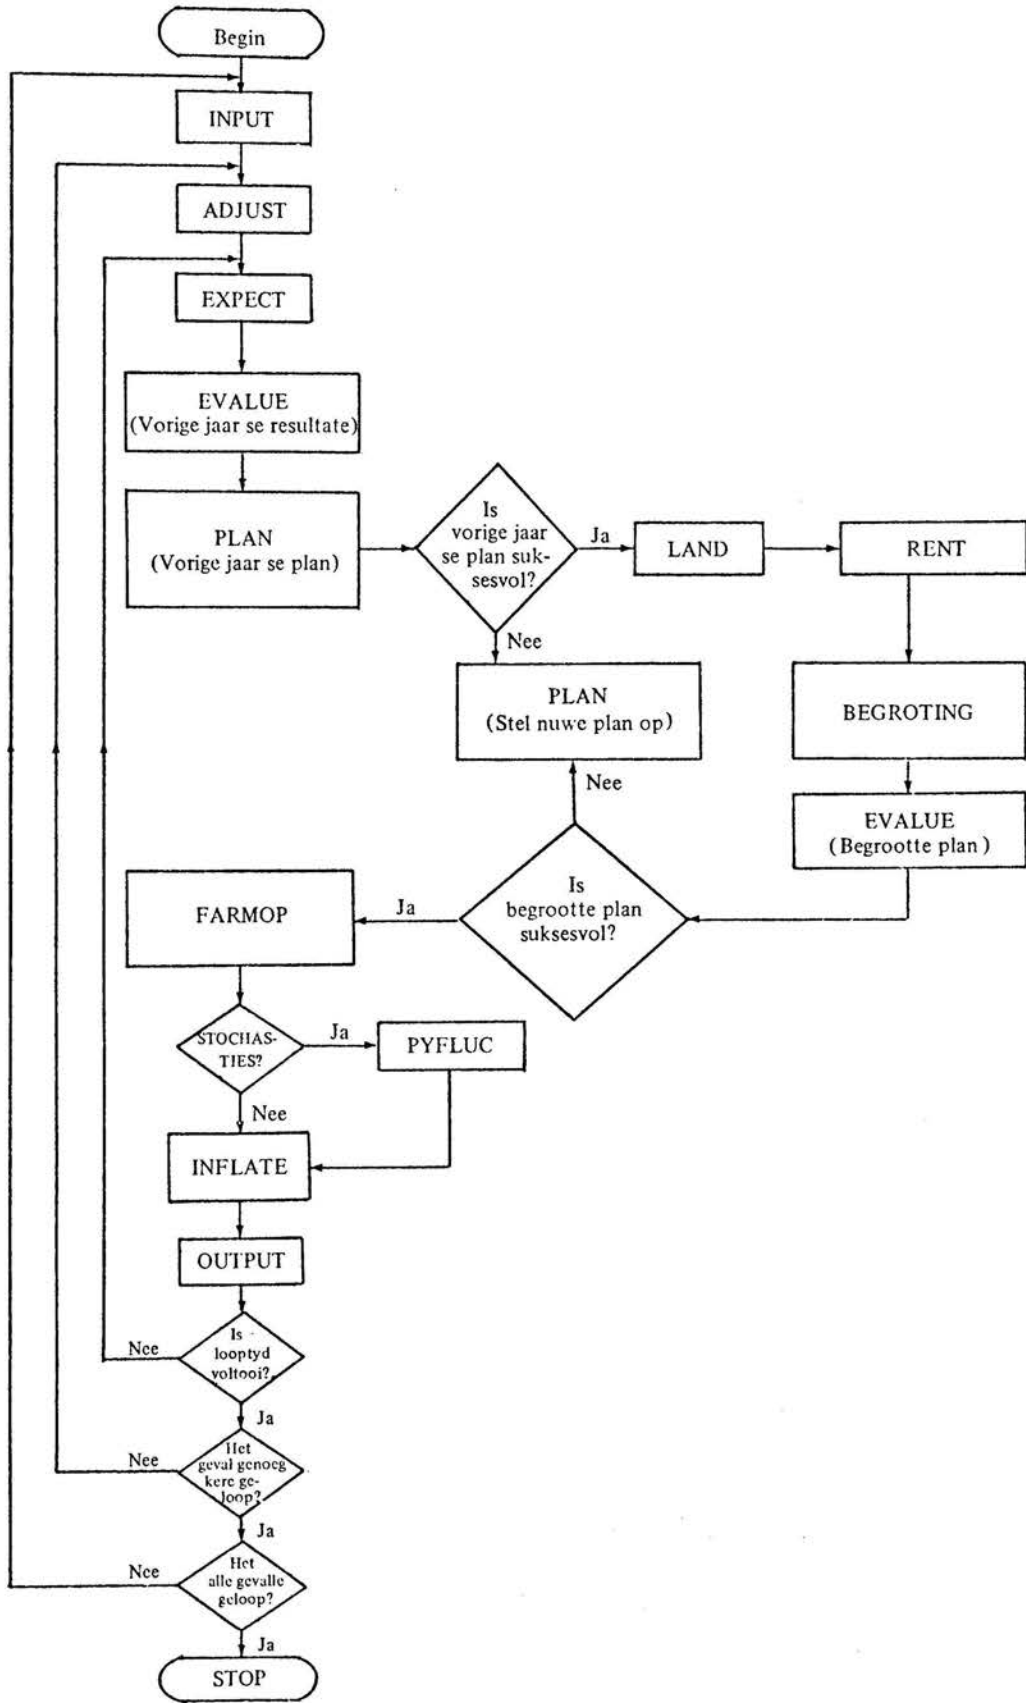 Begin
INPUT
ADJUST
EXPECT
EVALUE
(Vorige jaar se resultate)
PLAN
(Vorige jaar se plan)
Is
vorige jaar
se plan suk-
sesvol?
Ja
LAND
RENT
Nee
PLAN
(Stel nuwe plan op)
BEGROTING
Nee
EVALUE
(Begrootte plan)
Is
begrootte plan
suksesvol?
Ja
FARMOP
STOCHAS-
TIES?
Ja
PYFLUC
Nee
INFLATE
OUTPUT
Is
looptyd
voltooi?
Nee
Ja
Het
geval genoeg
kere ge-
loop?
Nee
Ja
Het
alle gevalle
geloop?
Nee
Ja
STOP